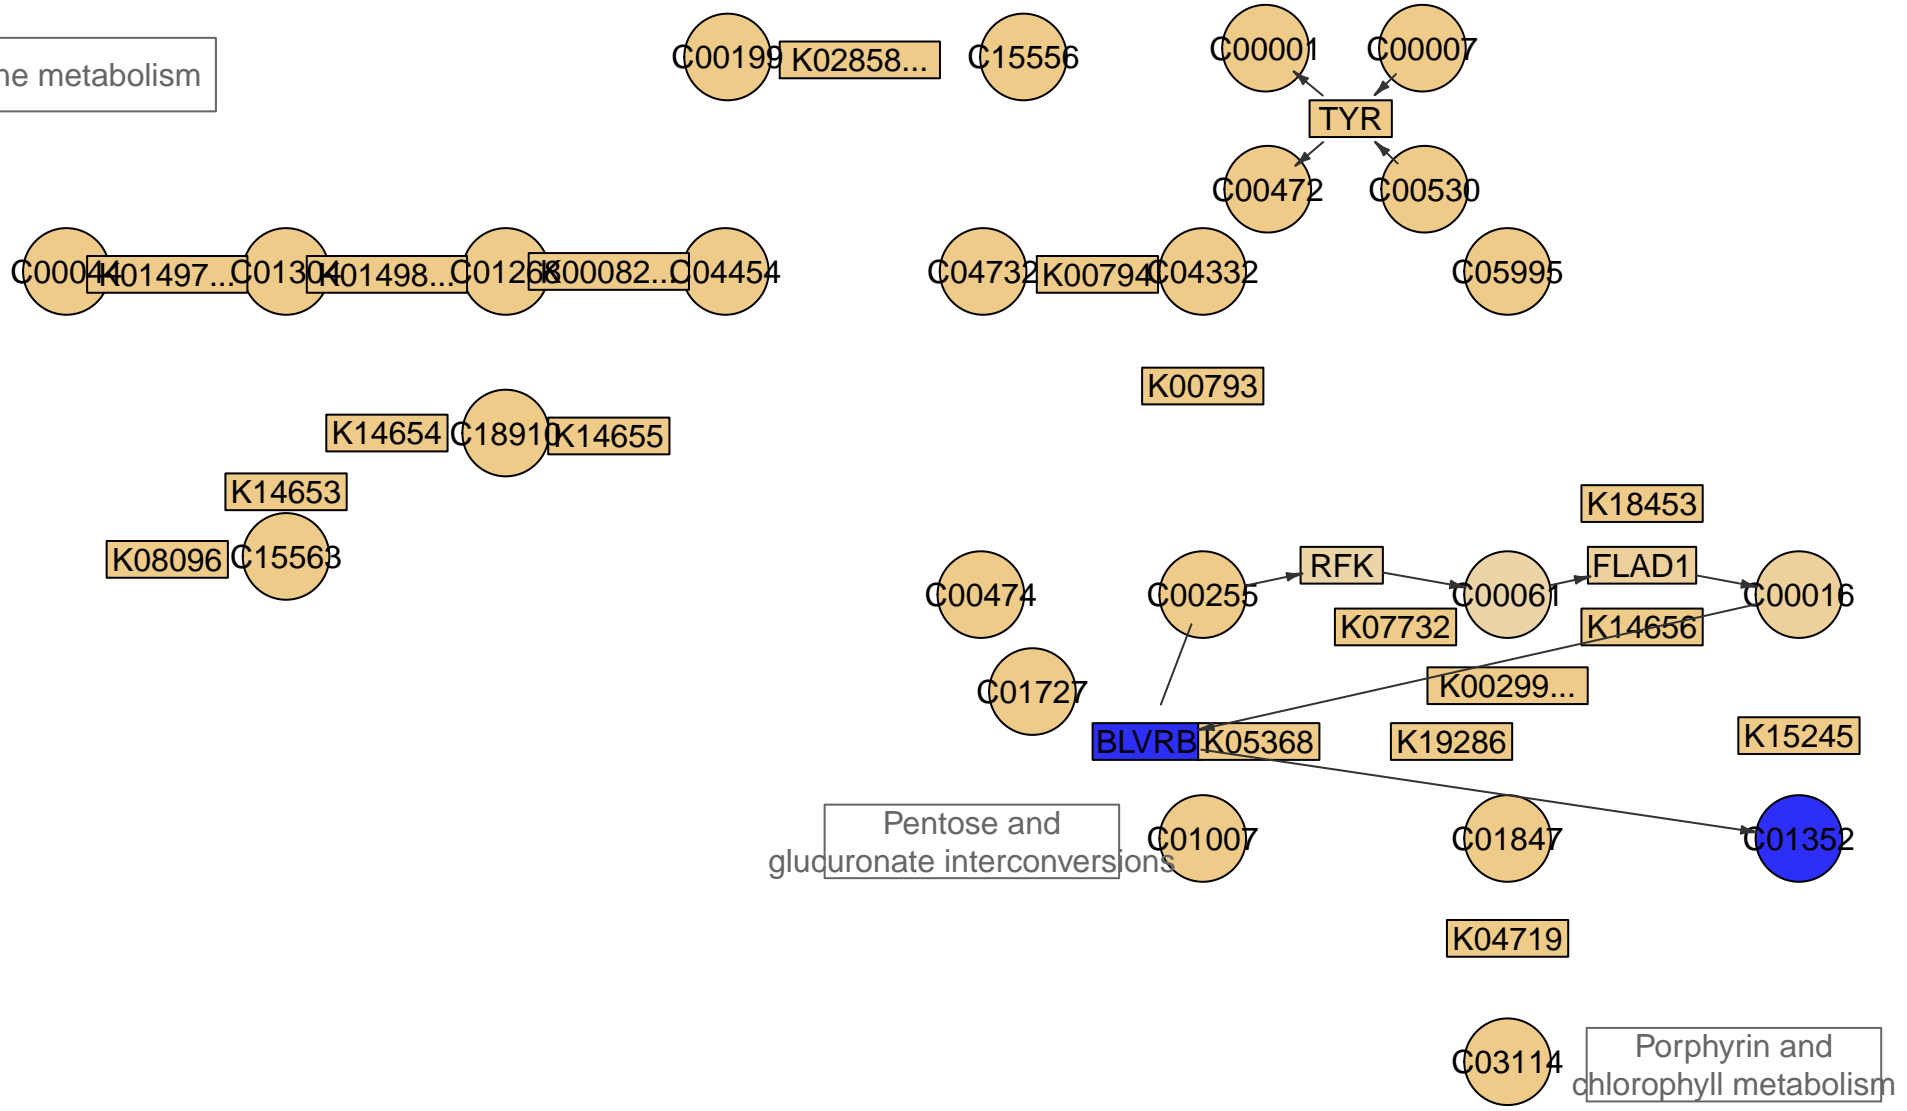 ne metabolism
C00199
K02858...
C15556
C00001
C00007
TYR
C00472
C00530
C00044
K01497...
C01304
K01498...
C01268
K00082...
C04454
C04732
K00794
C04332
C05995
K00793
K14654
C18910
K14655
K14653
K08096
C15563
K18453
C00474
C00255
RFK
C00061
FLAD1
C00016
K07732
K14656
C01727
K00299...
BLVRB
K05368
K19286
K15245
Pentose and
glucuronate interconversions
C01007
C01847
C01352
K04719
C03114
Porphyrin and
chlorophyll metabolism